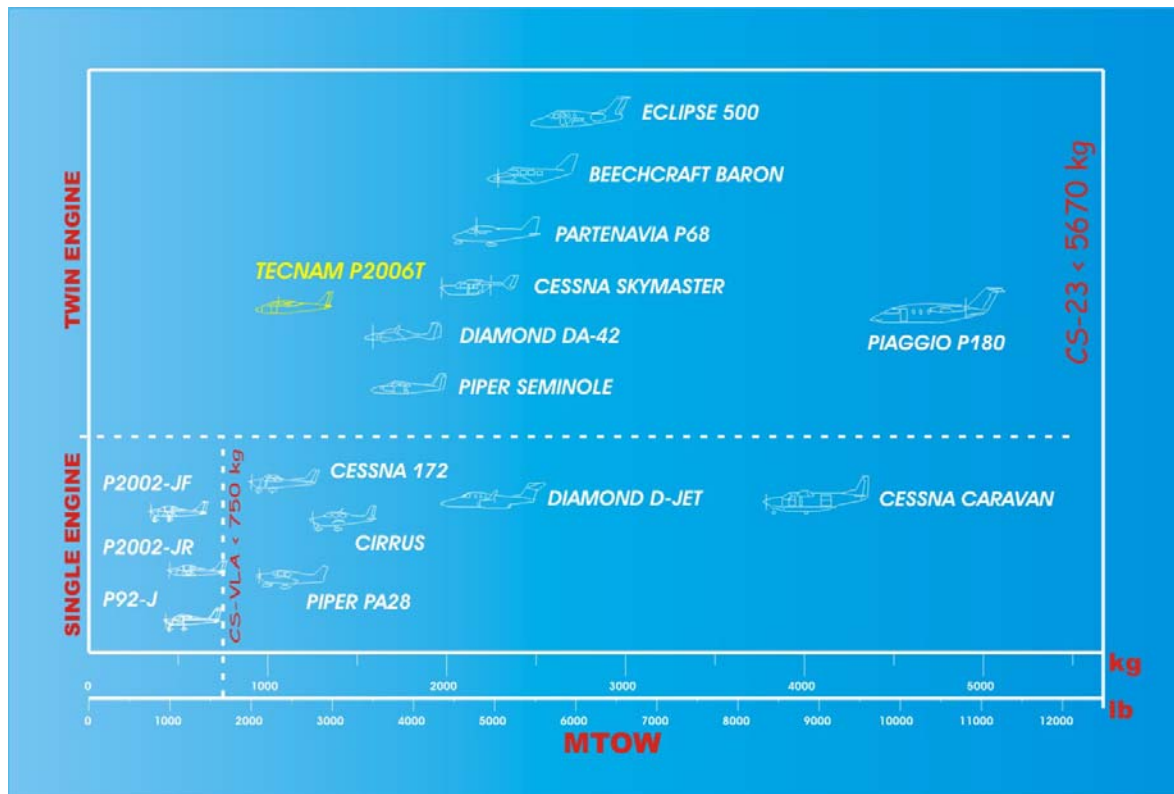 ECLIPSE 500
BEECHCRAFT BARON
PARTENAVIA P68
TECNAM P2006T
CESSNA SKYMASTER
DIAMOND DA-42
PIAGGIO P180
PIPER SEMINOLE
TWIN ENGINE
CS-23 < 5670 kg
CESSNA 172
P2002-JF
DIAMOND D-JET
CESSNA CARAVAN
CIRRUS
P2002-JR
P92-J
PIPER PA28
SINGLE ENGINE
CS-VLA < 750 kg
kg
0 1000 2000 3000 4000 5000
lb
0 1000 2000 3000 4000 5000 6000 7000 8000 9000 10000 11000 12000
MTOW